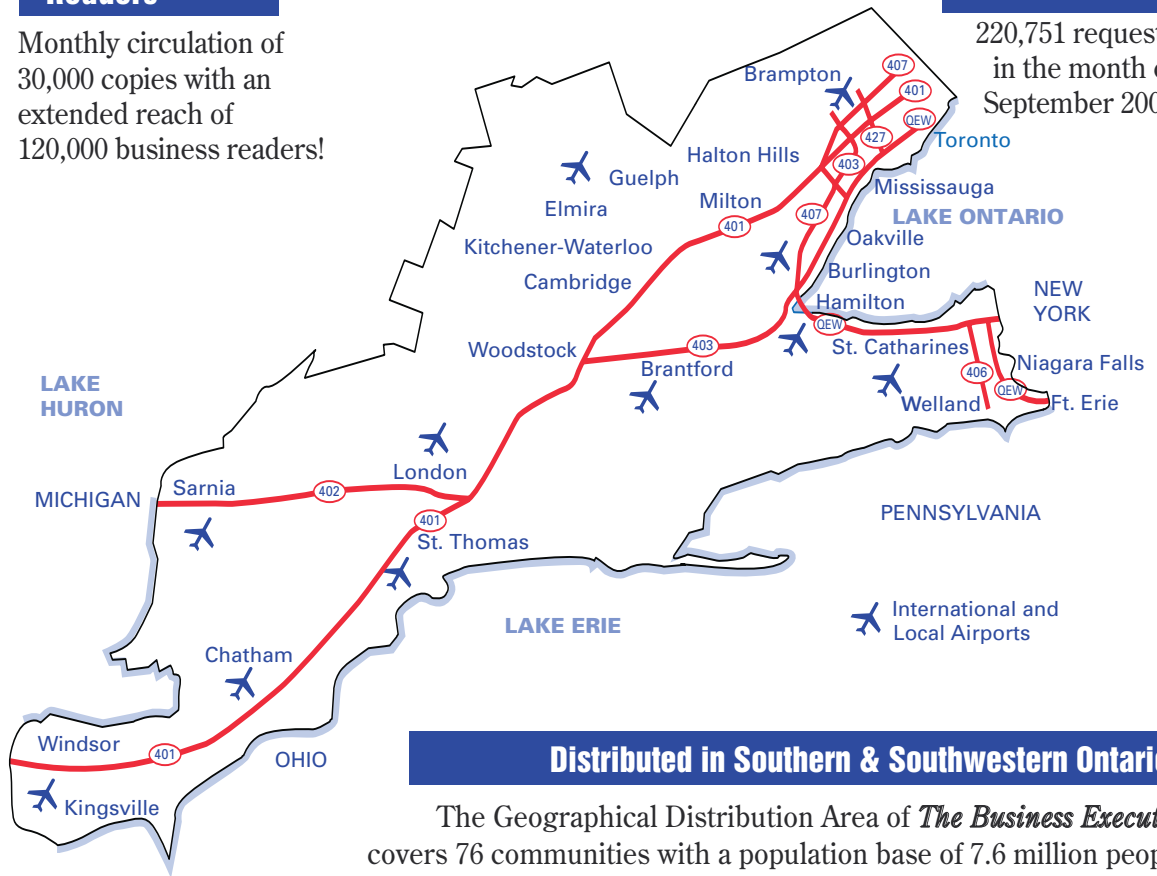 Readers
Monthly circulation of
30,000 copies with an
extended reach of
120,000 business readers!
220,751
in the month
September
Brampton
407
401
QEW
427
Toronto
Halton Hills
403
Guelph
Mississauga
Elmira
Milton
407
LAKE ONTARIO
401
Kitchener-Waterloo
Oakville
Cambridge
Burlington
Hamilton
NEW
YORK
QEW
Woodstock
403
St. Catharines
Brantford
Niagara Falls
406
LAKE
HURON
QEW
Welland
Ft. Erie
London
Sarnia
402
MICHIGAN
401
PENNSYLVANIA
St. Thomas
International and
Local Airports
LAKE ERIE
Chatham
Windsor
401
OHIO
Kingsville
Distributed in Southern & Southwestern
The Geographical Distribution Area of The Business
covers 76 communities with a population base of 7.6 million